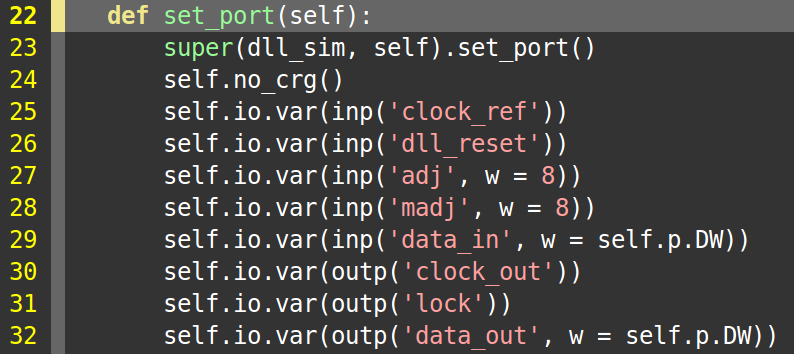 22    def set_port(self):
23        super(dll_sim, self).set_port()
24        self.no_crg()
25        self.io.var(inp('clock_ref'))
26        self.io.var(inp('dll_reset'))
27        self.io.var(inp('adj', w = 8))
28        self.io.var(inp('madj', w = 8))
29        self.io.var(inp('data_in', w = self.p.DW))
30        self.io.var(outp('clock_out'))
31        self.io.var(outp('lock'))
32        self.io.var(outp('data_out', w = self.p.DW))